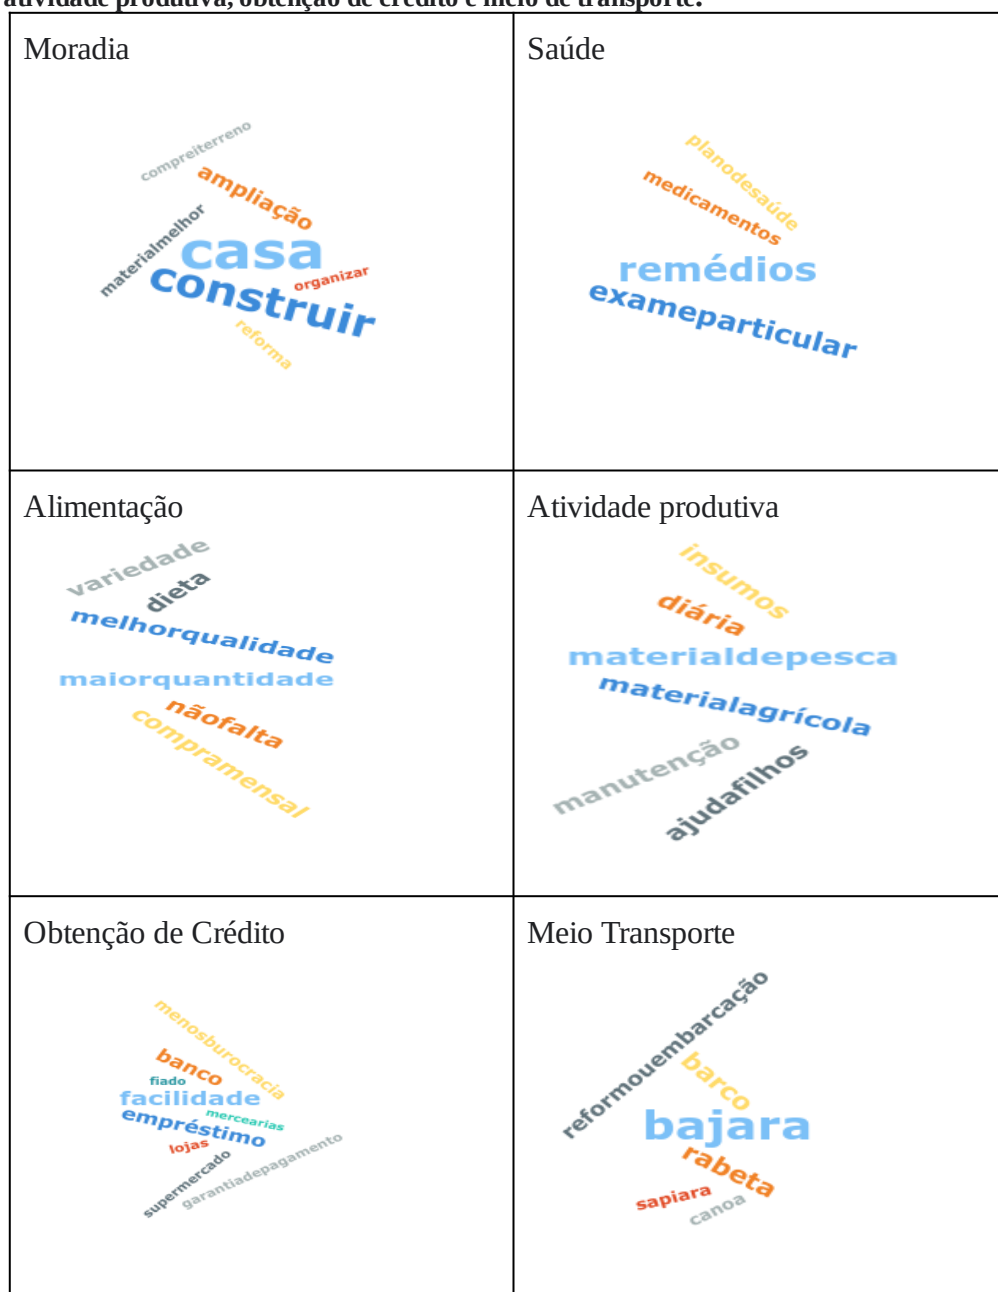 atividade produtiva, obtenção de crédito e meio de transporte.
Moradia
compreiterreno
ampliação
materialmelhor
casa
organizar
construir
reforma
Saúde
planodesaúde
medicamentos
remédios
exameparticular
Alimentação
variedade
dieta
melhorqualidade
maiorquantidade
nãofalta
compramensal
Atividade produtiva
insumos
diária
materialdepesca
materialagrícola
manutenção
ajudafilhos
Obtenção de Crédito
menosburocracia
banco
fiado
facilidade
mercearias
empréstimo
lojas
supermercado
garantiadepagamento
Meio Transporte
reformouembarcação
barco
bajara
rabeta
sapiara
canoa